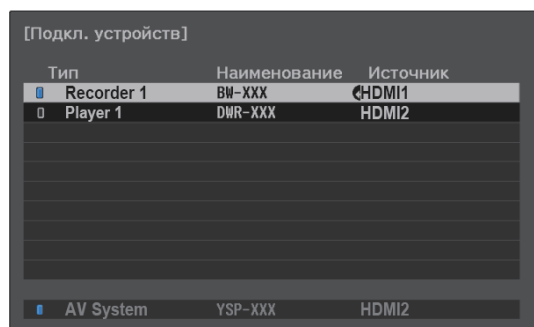 [Подкл. устройств]
Тип Наименование Источник
Recorder 1 BW-XXX HDMI1
Player 1 DWR-XXX HDMI2
AV System YSP-XXX HDMI2